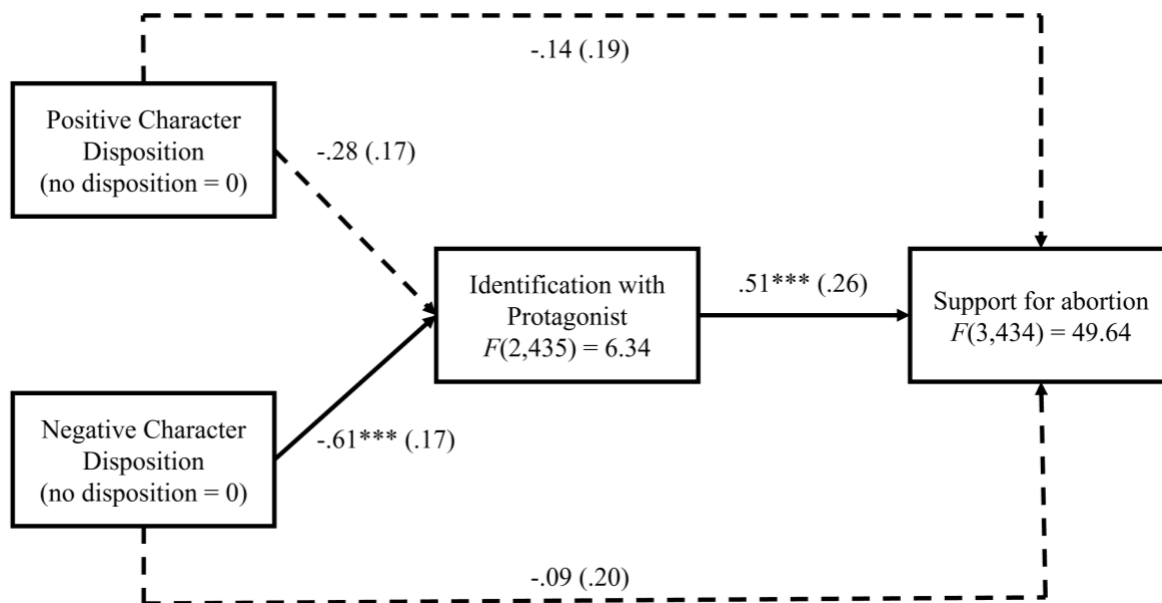 -.14 (.19)
Positive Character
Disposition
(no disposition = 0)
-.28 (.17)
Identification with
Protagonist
F(2,435) = 6.34
.51*** (.26)
Support for abortion
F(3,434) = 49.64
Negative Character
Disposition
(no disposition = 0)
-.61*** (.17)
-.09 (.20)